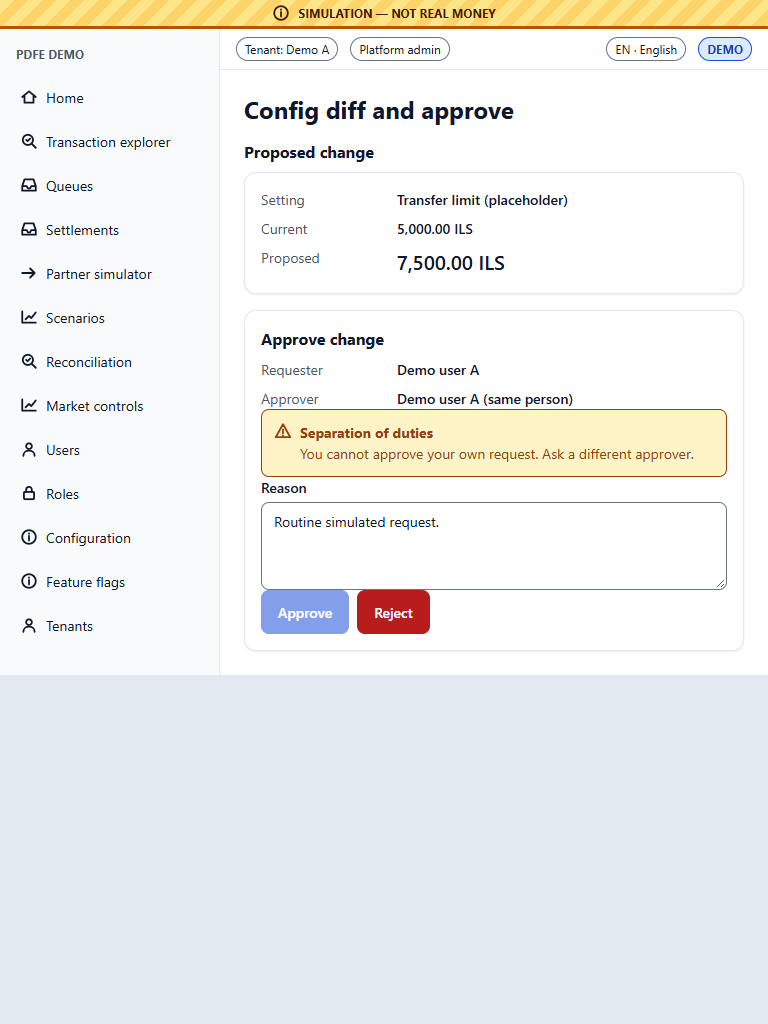 SIMULATION — NOT REAL MONEY
PDFE DEMO
Home
Transaction explorer
Queues
Settlements
Partner simulator
Scenarios
Reconciliation
Market controls
Users
Roles
Configuration
Feature flags
Tenants
Tenant: Demo A
Platform admin
EN · English
DEMO
Config diff and approve
Proposed change
Setting Transfer limit (placeholder)
Current 5,000.00 ILS
Proposed 7,500.00 ILS
Approve change
Requester Demo user A
Approver Demo user A (same person)
Separation of duties
You cannot approve your own request. Ask a different approver.
Reason
Routine simulated request.
Approve Reject